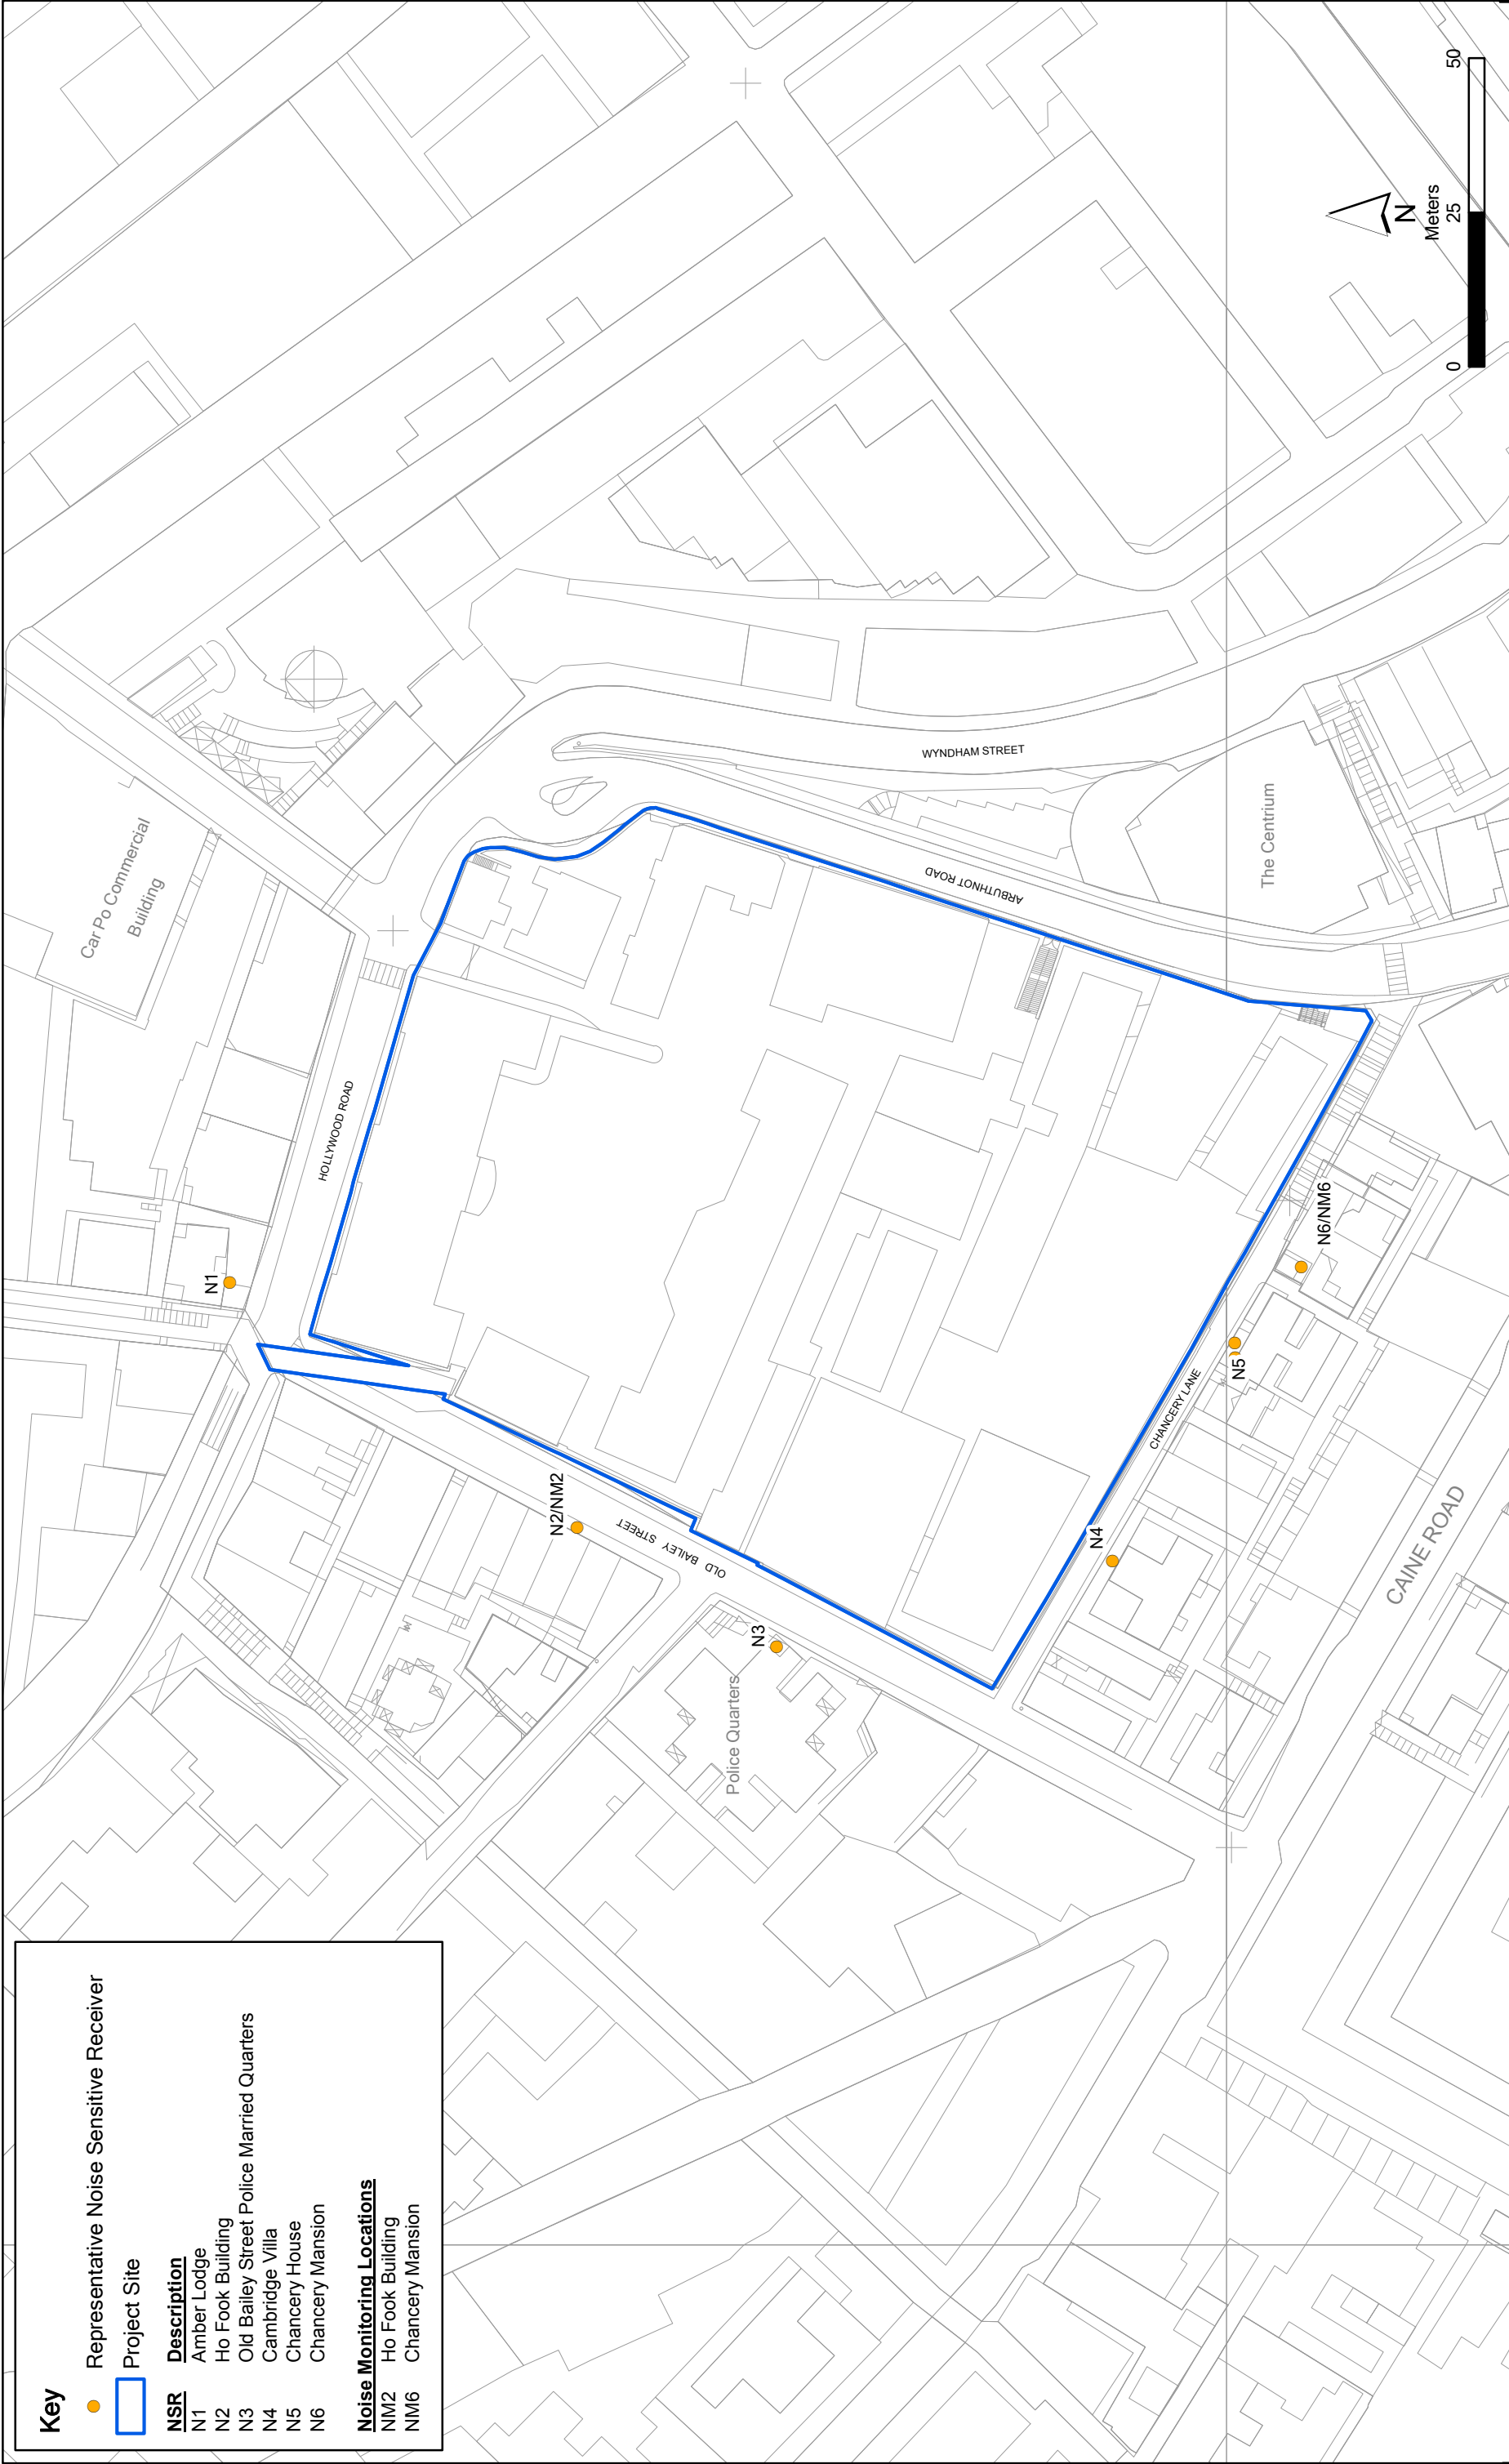 Key
Representative Noise Sensitive Receiver
Project Site
NSR Description
N1 Amber Lodge
N2 Ho Fook Building
N3 Old Bailey Street Police Married Quarters
N4 Cambridge Villa
N5 Chancery House
N6 Chancery Mansion
Noise Monitoring Locations
NM2 Ho Fook Building
NM6 Chancery Mansion
Car Po Commercial
Building
N1
HOLLYWOOD ROAD
N2/NM2
OLD BAILEY STREET
N3
Police Quarters
WYNDHAM STREET
ARBUTHNOT ROAD
The Centrium
N4
CHANCERY LANE
N5
N6/NM6
CAINE ROAD
N
Meters
0 25 50